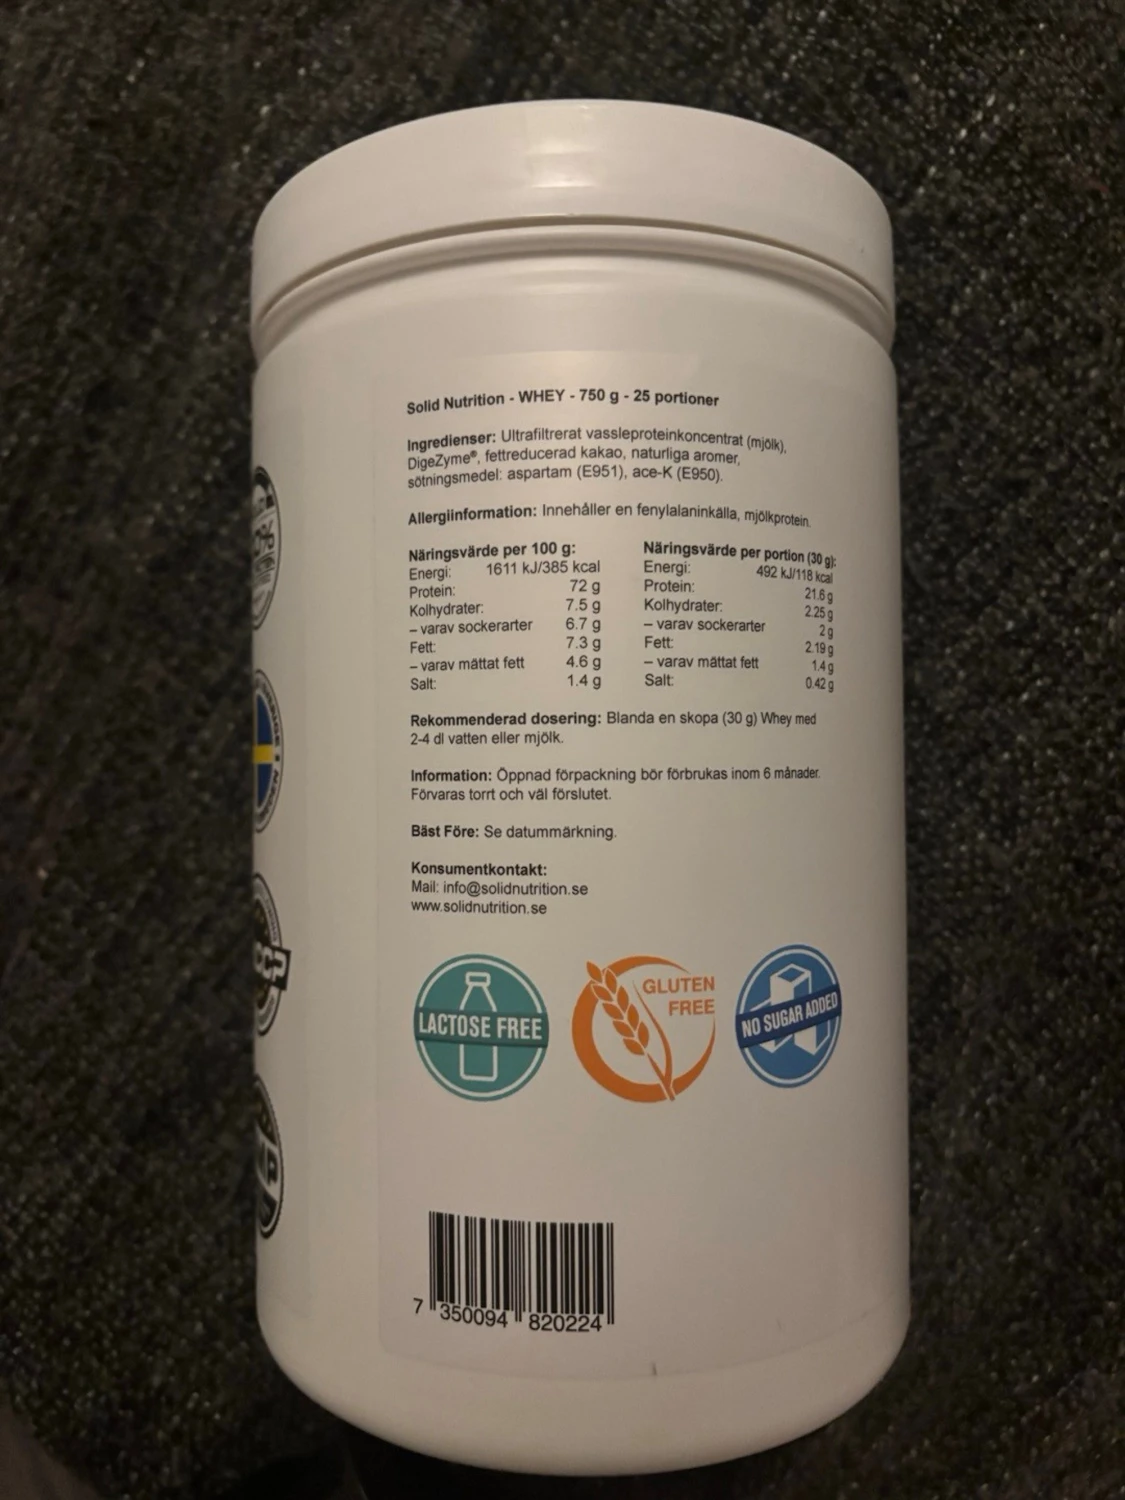 Solid Nutrition - WHEY - 750 g - 25 portioner
Ingredienser: Ultrafiltrerat vassleproteinkoncentrat (mjölk),
DigeZyme®, fettreducerad kakao, naturliga aromer,
sötningsmedel: aspartam (E951), ace-K (E950).
Allergiinformation: Innehåller en fenylalaninkälla, mjölkprotein.
Näringsvärde per 100 g:
Energi: 1611 kJ/385 kcal
Protein: 72 g
Kolhydrater: 7.5 g
– varav sockerarter 6.7 g
Fett: 7.3 g
– varav mättat fett 4.6 g
Salt: 1.4 g
Näringsvärde per portion (30 g):
Energi: 492 kJ/118 kcal
Protein: 21.6 g
Kolhydrater: 2.25 g
– varav sockerarter 2 g
Fett: 2.19 g
– varav mättat fett 1.4 g
Salt: 0.42 g
Rekommenderad dosering: Blanda en skopa (30 g) Whey med
2-4 dl vatten eller mjölk.
Information: Öppnad förpackning bör förbrukas inom 6 månader.
Förvaras torrt och väl förslutet.
Bäst Före: Se datummärkning.
Konsumentkontakt:
Mail: info@solidnutrition.se
www.solidnutrition.se
LACTOSE FREE
GLUTEN
FREE
NO SUGAR ADDED
7 350094 820224